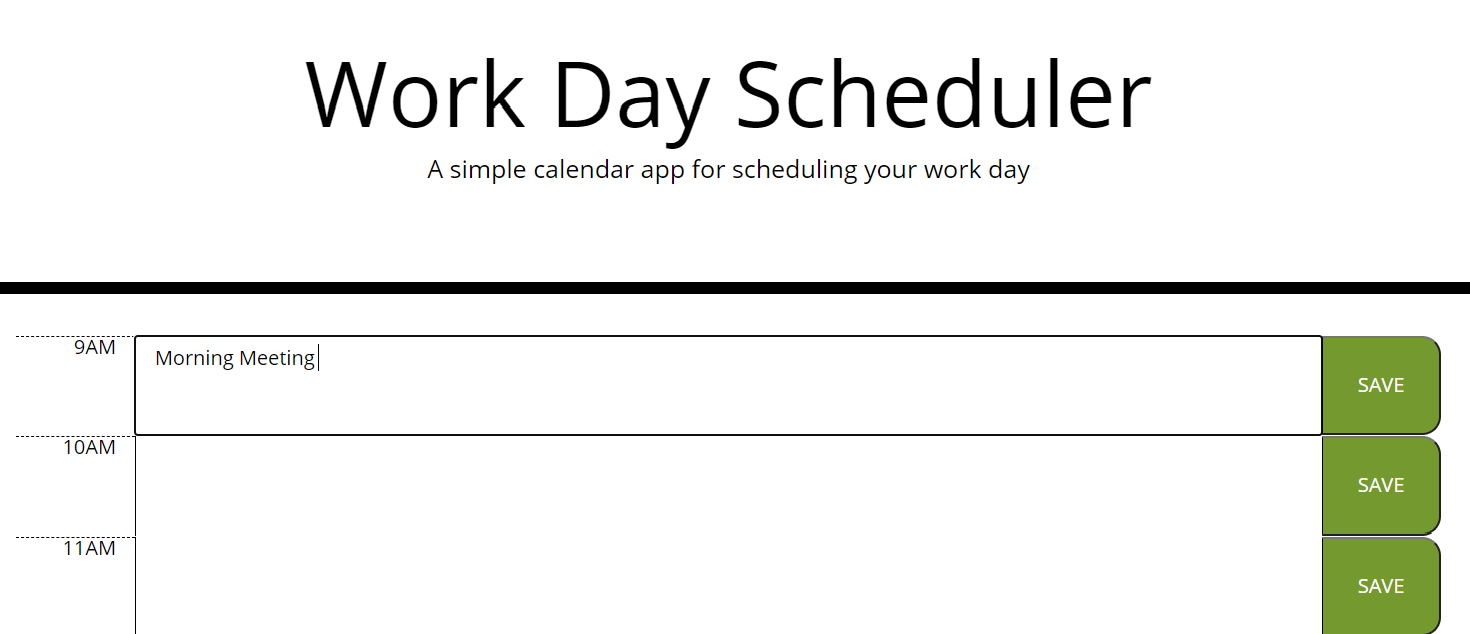 Work Day Scheduler
A simple calendar app for scheduling your work day
9AM
Morning Meeting
SAVE
10AM
SAVE
11AM
SAVE